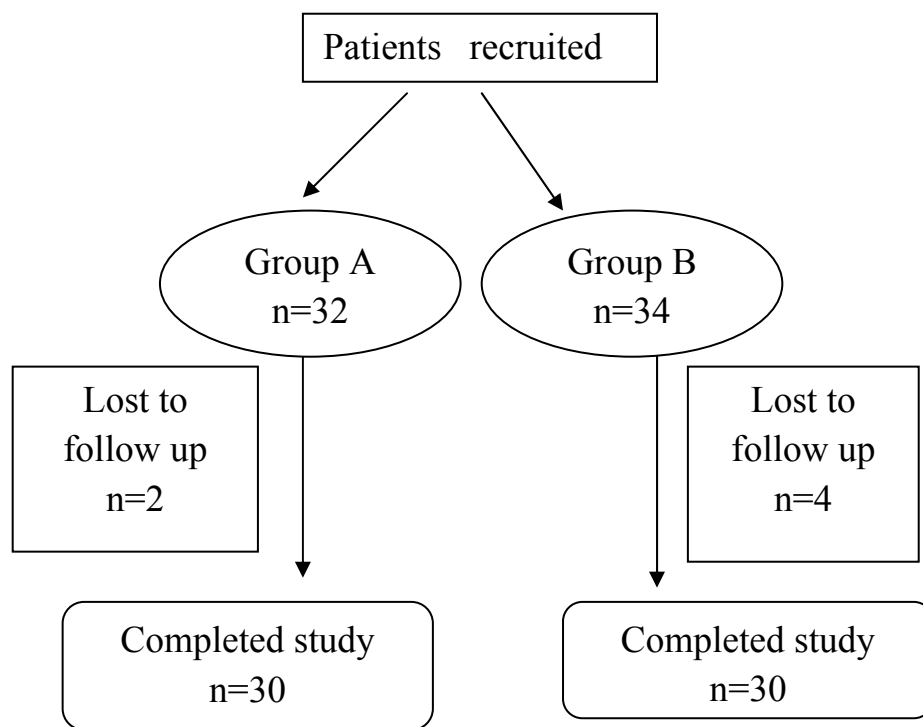 Patients recruited
Group A
n=32
Group B
n=34
Lost to
follow up
n=2
Lost to
follow up
n=4
Completed study
n=30
Completed study
n=30